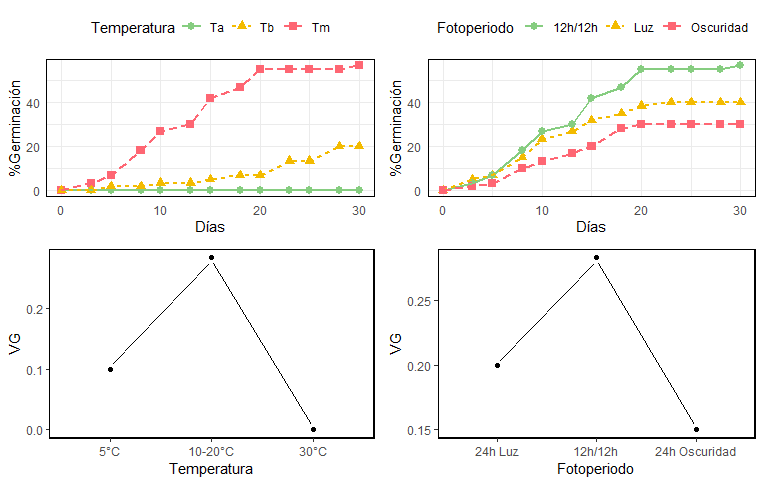 Temperatura Ta Tb Tm
Fotoperiodo 12h/12h Luz Oscuridad
%Germinación
40
20
0
0 10 20 30
Días
%Germinación
40
20
0
0 10 20 30
Días
VG
0.2
0.1
0.0
5°C 10-20°C 30°C
Temperatura
VG
0.25
0.20
0.15
24h Luz 12h/12h 24h Oscuridad
Fotoperiodo